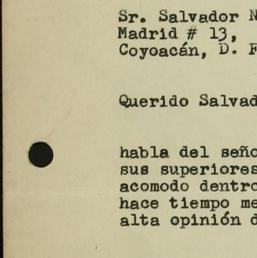 Sr. Salvador N
Madrid # 13,
Coyoacán, D. F
Querido Salvad
habla del seño
sus superiores
acomodo dentro
hace tiempo me
alta opinión d